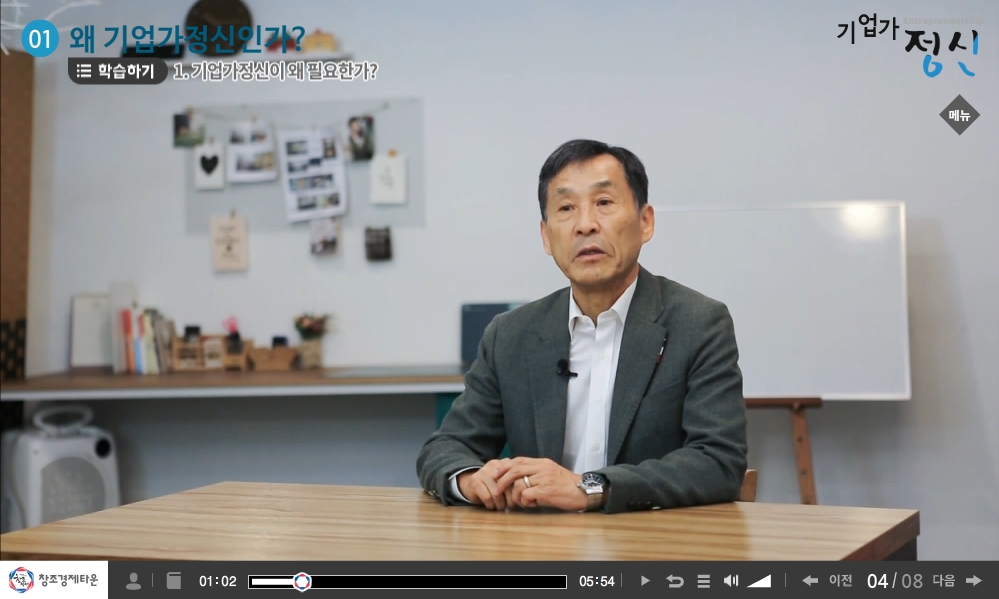 01 왜 기업가정신인가?
학습하기 1. 기업가정신이 왜 필요한가?
Entrepreneurship
기업가
정신
메뉴
창조경제타운
01:02
05:54
이전
04/08
다음